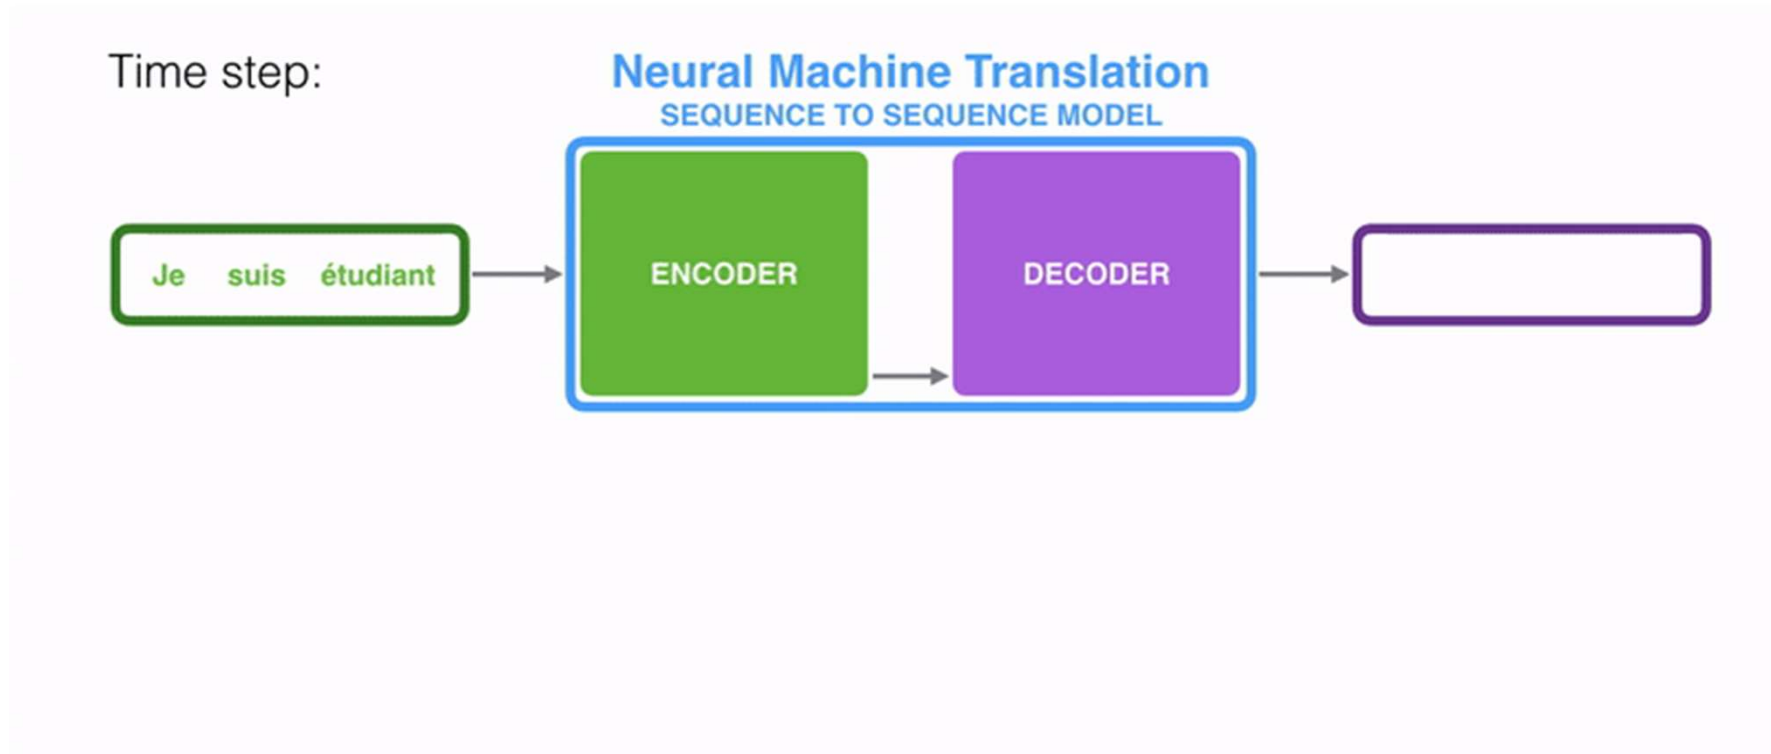 Time step:
Neural Machine Translation
SEQUENCE TO SEQUENCE MODEL
Je suis étudiant
ENCODER
DECODER